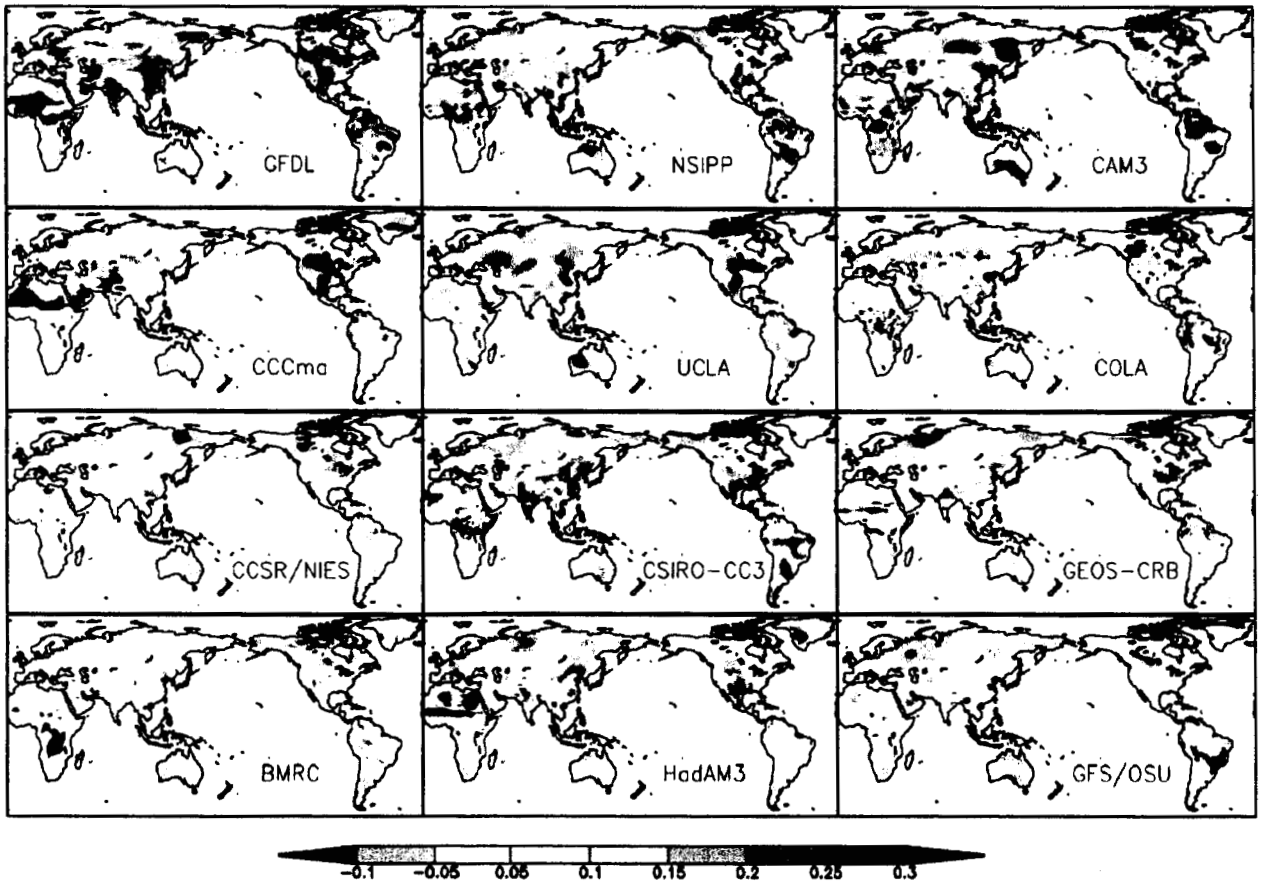 GFDL
NSIPP
CAM3
CCCma
UCLA
COLA
CCSR/NIES
CSIRO-CC3
GEOS-CRB
BMRC
HadAM3
GFS/OSU
-0.1 -0.05 0.05 0.1 0.15 0.2 0.25 0.3